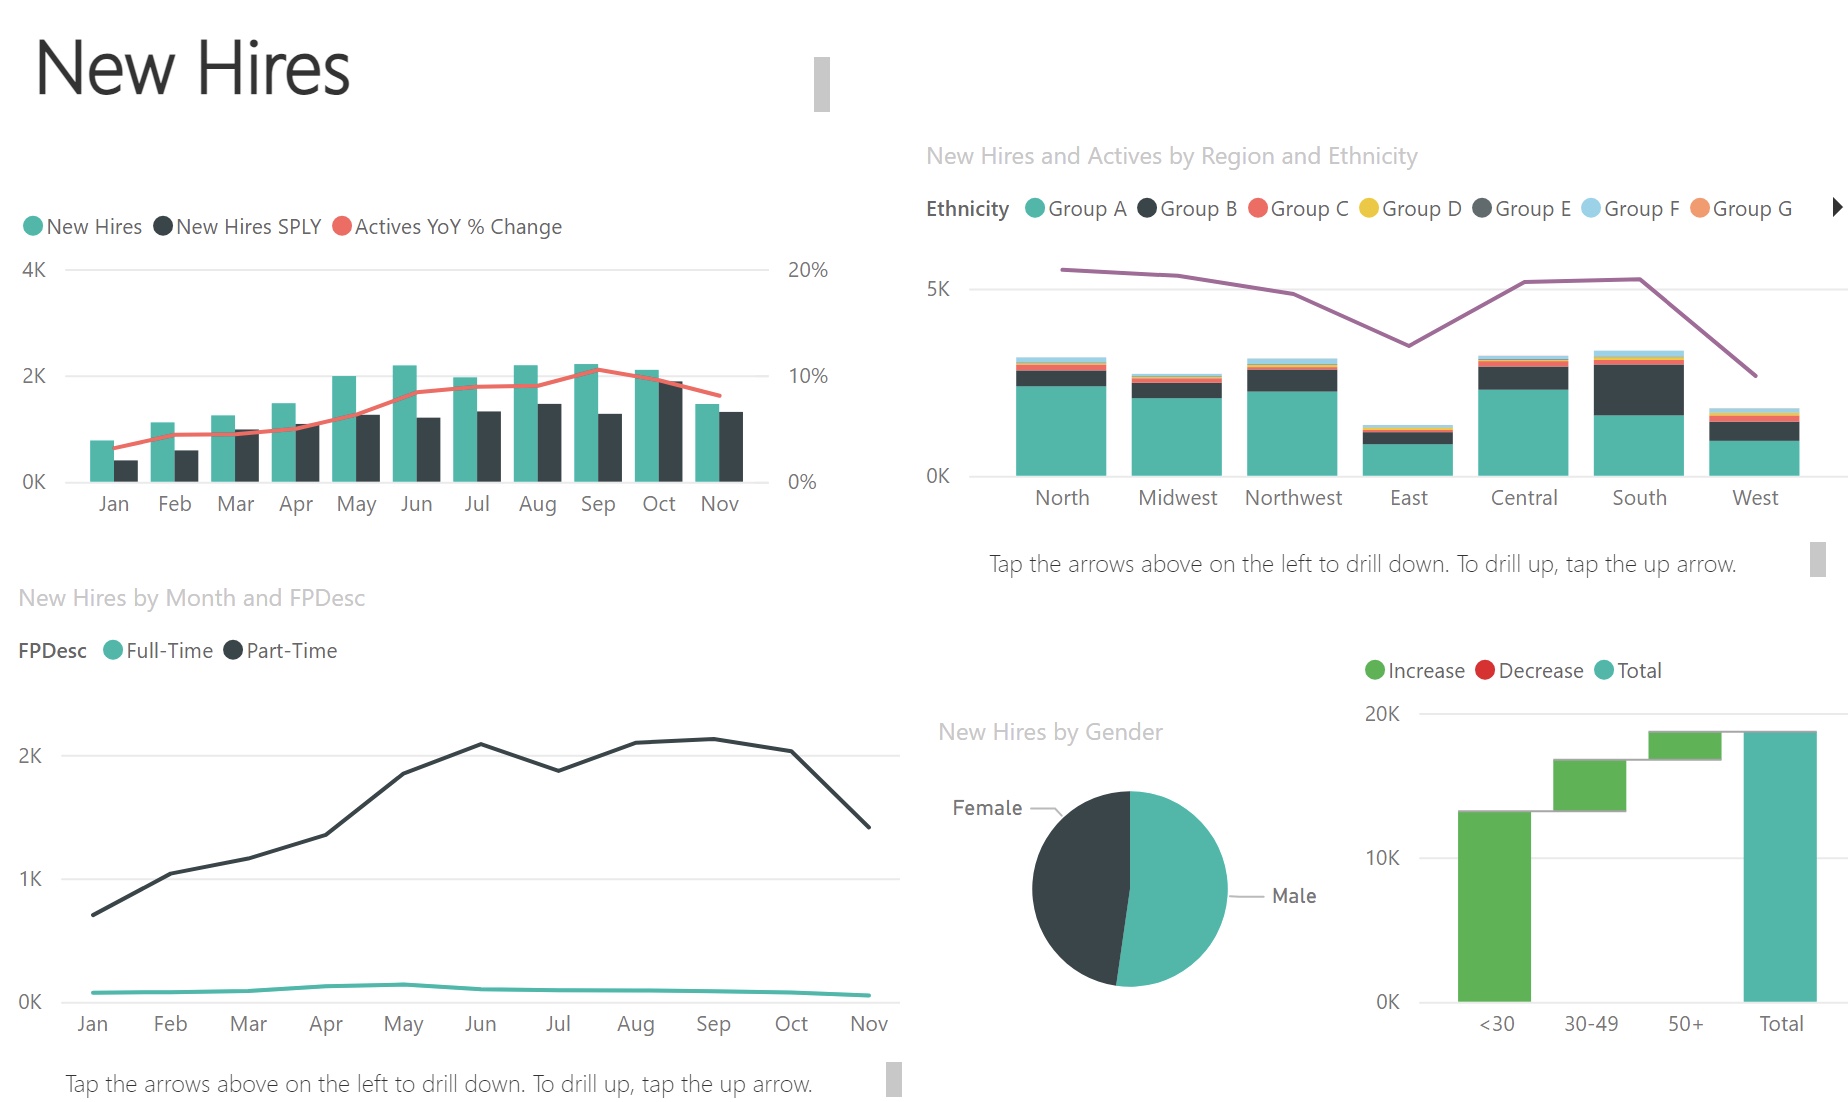 New Hires
New Hires New Hires SPLY Actives YoY % Change
4K 20%
2K 10%
0K 0%
Jan Feb Mar Apr May Jun Jul Aug Sep Oct Nov
New Hires and Actives by Region and Ethnicity
Ethnicity Group A Group B Group C Group D Group E Group F Group G
5K
0K
North Midwest Northwest East Central South West
Tap the arrows above on the left to drill down. To drill up, tap the up arrow.
New Hires by Month and FPDesc
FPDesc Full-Time Part-Time
2K
1K
0K
Jan Feb Mar Apr May Jun Jul Aug Sep Oct Nov
Tap the arrows above on the left to drill down. To drill up, tap the up arrow.
New Hires by Gender
Female
Male
Increase Decrease Total
20K
10K
0K
<30 30-49 50+ Total